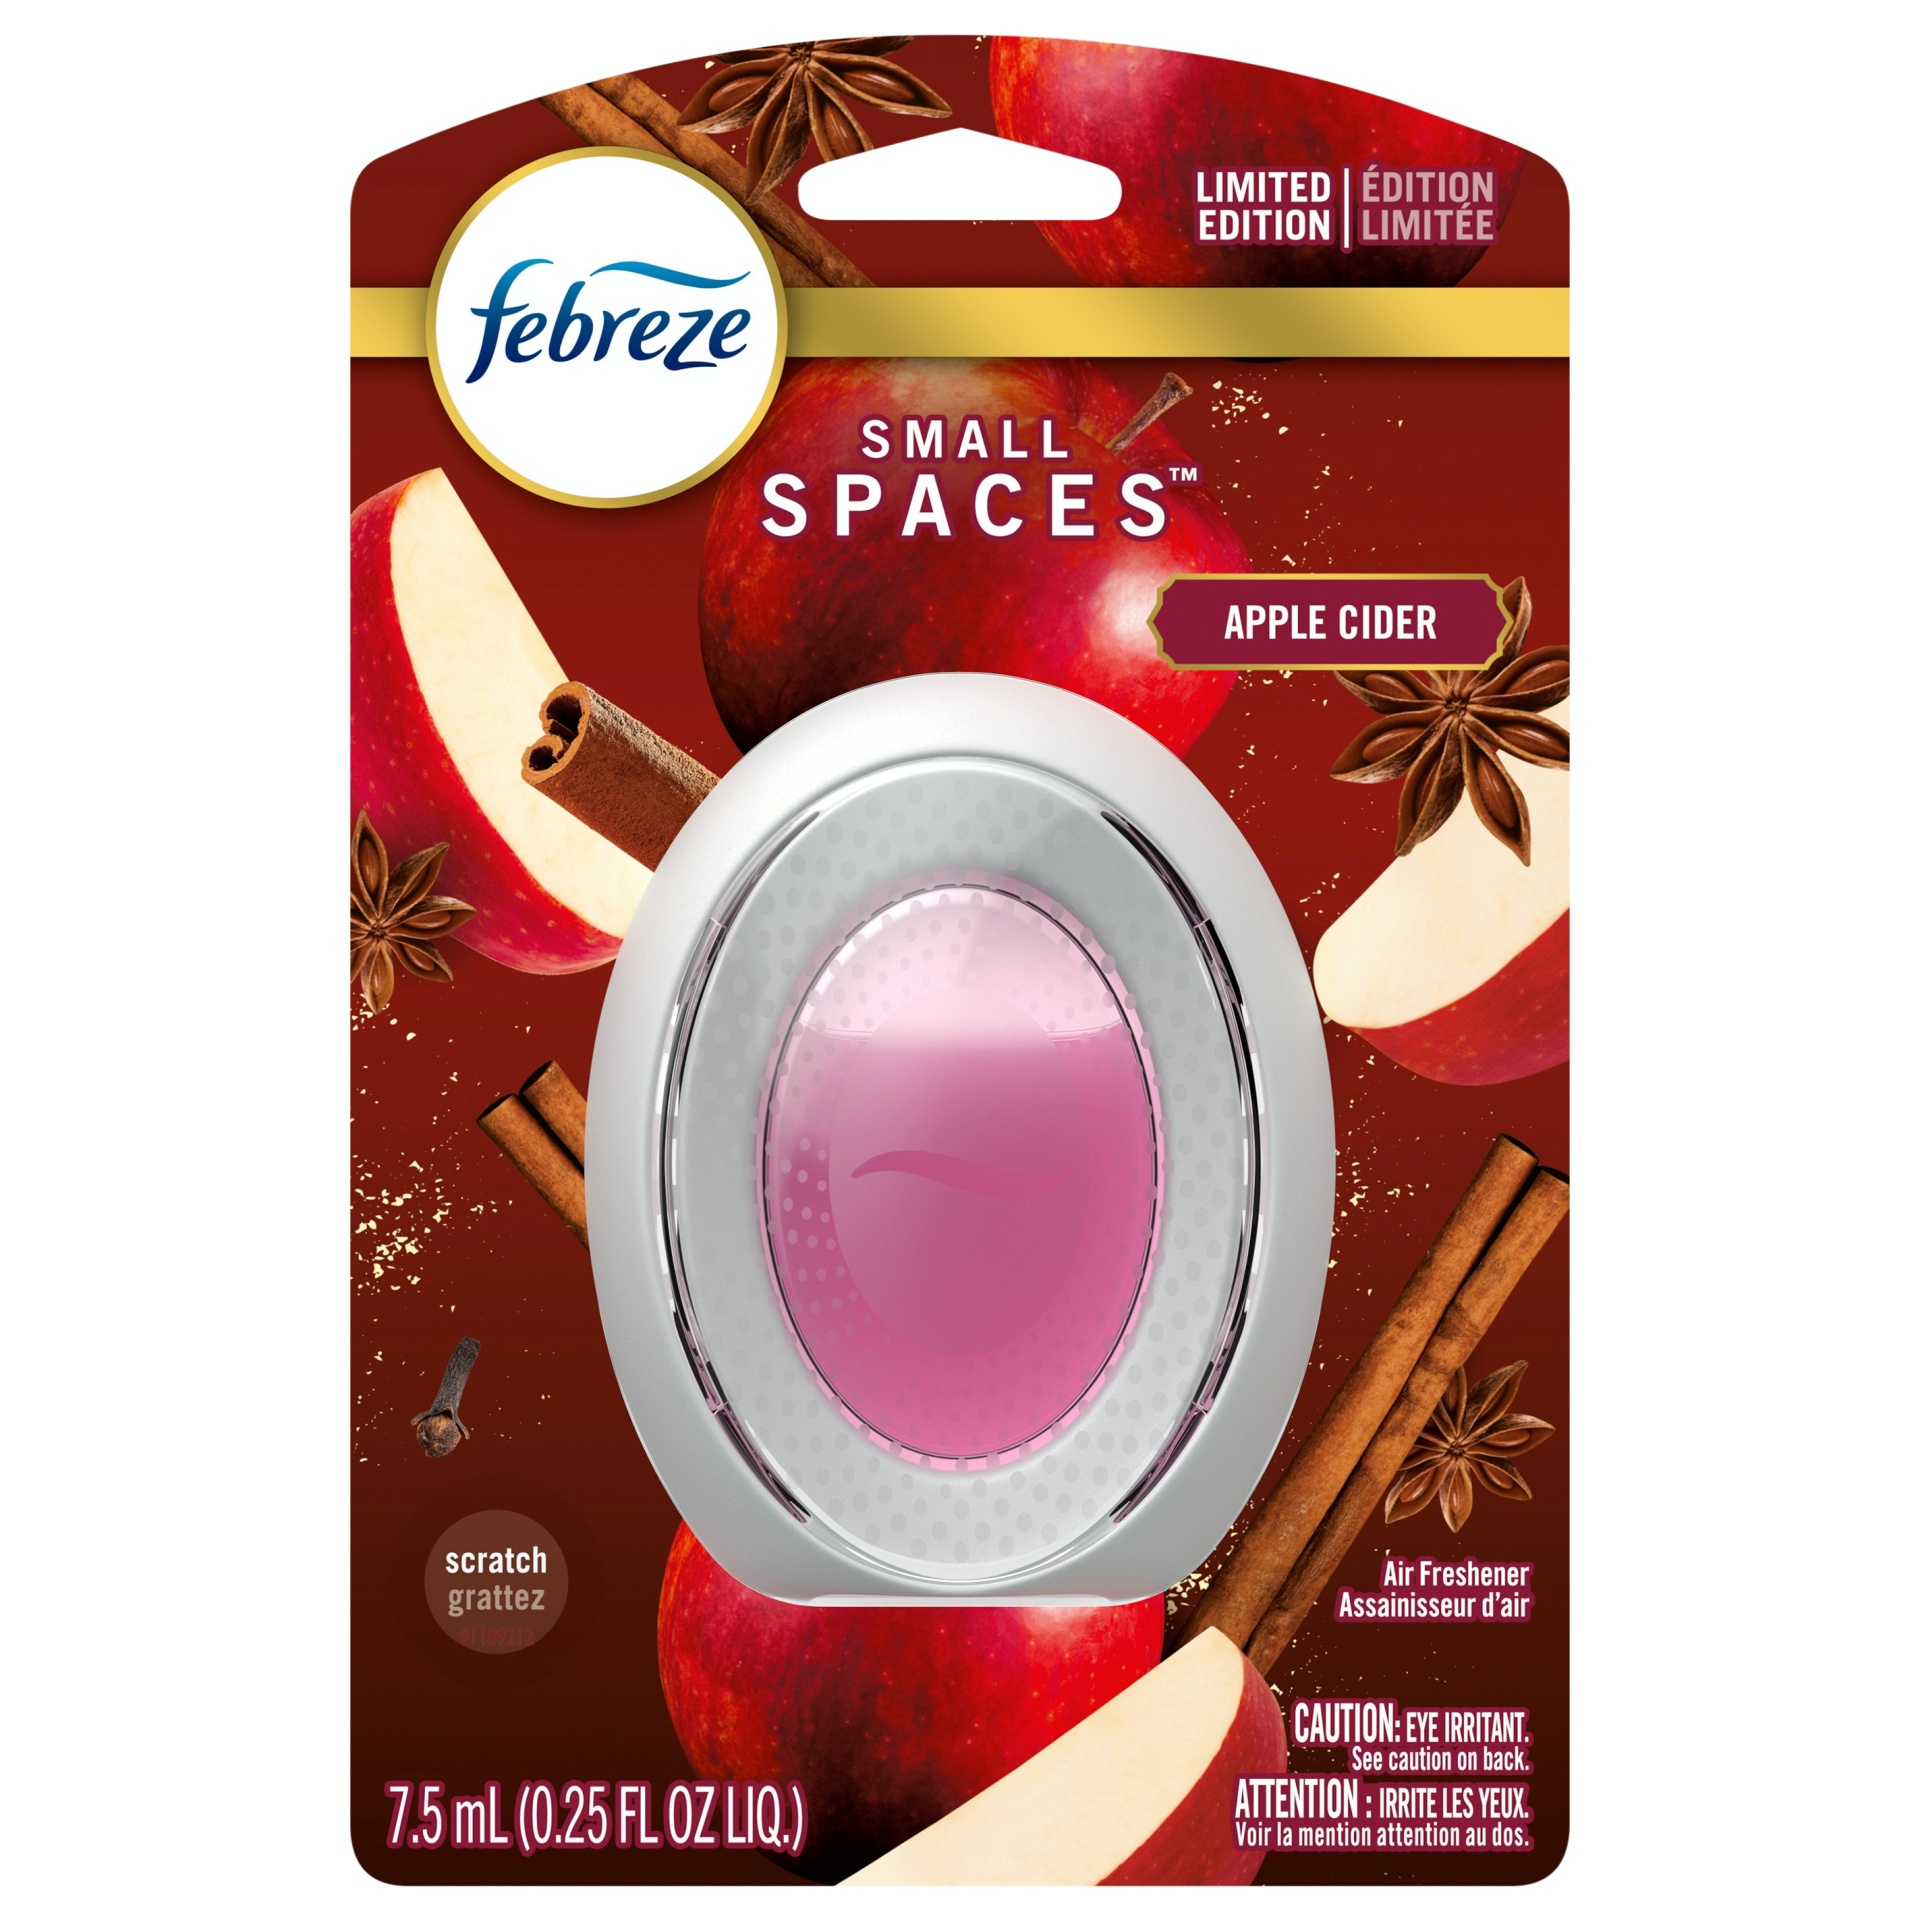 LIMITED EDITION
ÉDITION LIMITÉE
febreze
SMALL
SPACES™
APPLE CIDER
scratch
grattez
91189212
Air Freshener
Assainisseur d'air
CAUTION: EYE IRRITANT.
See caution on back.
ATTENTION : IRRITE LES YEUX.
Voir la mention attention au dos.
7.5 mL (0.25 FL OZ LIQ.)